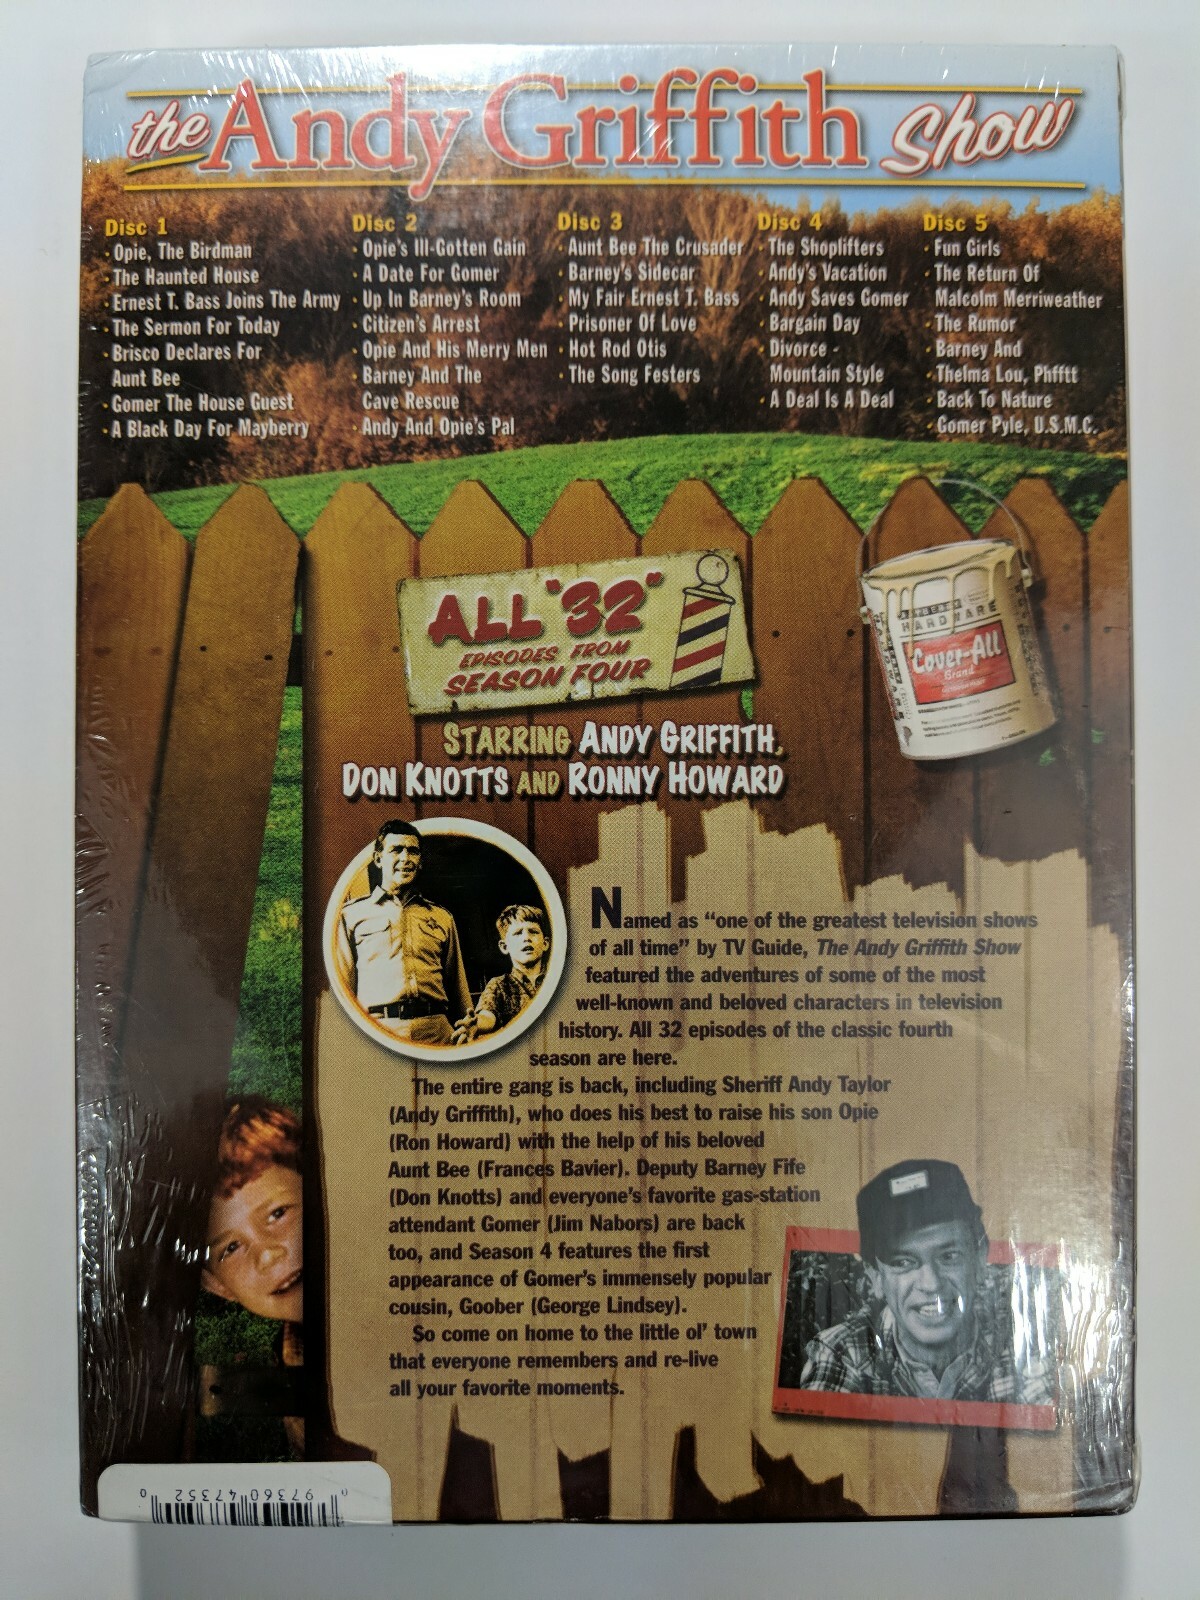 the Andy Griffith Show
Disc 1
· Opie, The Birdman
· The Haunted House
· Ernest T. Bass Joins The Army
· The Sermon For Today
· Brisco Declares For
Aunt Bee
· Gomer The House Guest
· A Black Day For Mayberry
Disc 2
· Opie's Ill-Gotten Gain
· A Date For Gomer
· Up In Barney's Room
· Citizen's Arrest
· Opie And His Merry Men
· Barney And The
Cave Rescue
· Andy And Opie's Pal
Disc 3
· Aunt Bee The Crusader
· Barney's Sidecar
· My Fair Ernest T. Bass
· Prisoner Of Love
· Hot Rod Otis
· The Song Festers
Disc 4
· The Shoplifters
· Andy's Vacation
· Andy Saves Gomer
· Bargain Day
· Divorce -
Mountain Style
· A Deal Is A Deal
Disc 5
· Fun Girls
· The Return Of
Malcolm Merriweather
The Rumor
· Barney And
· Thelma Lou, Phfftt
· Back To Nature
· Gomer Pyle, U.S.M.C.
ALL "32"
EPISODES FROM
SEASON FOUR
HARDWARE
Cover-All
Brand
STARRING ANDY GRIFFITH,
DON KNOTTS AND RONNY HOWARD
Named as “one of the greatest television shows
of all time” by TV Guide, The Andy Griffith Show
featured the adventures of some of the most
well-known and beloved characters in television
history. All 32 episodes of the classic fourth
season are here.
The entire gang is back, including Sheriff Andy Taylor
(Andy Griffith), who does his best to raise his son Opie
(Ron Howard) with the help of his beloved
Aunt Bee (Frances Bavier). Deputy Barney Fife
(Don Knotts) and everyone's favorite gas-station
attendant Gomer (Jim Nabors) are back
too, and Season 4 features the first
appearance of Gomer's immensely popular
cousin, Goober (George Lindsey).
So come on home to the little ol' town
that everyone remembers and re-live
all your favorite moments.
0 97360 47352 0